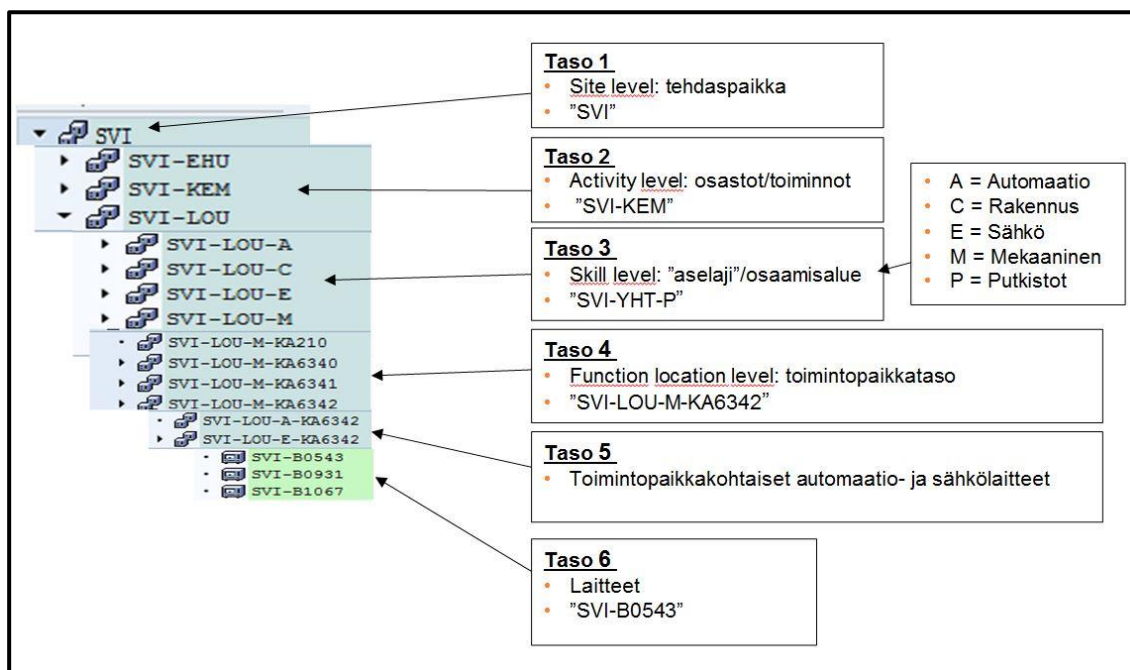 SVI
SVI-EHU
SVI-KEM
SVI-LOU
SVI-LOU-A
SVI-LOU-C
SVI-LOU-E
SVI-LOU-M
SVI-LOU-M-KA210
SVI-LOU-M-KA6340
SVI-LOU-M-KA6341
SVI-LOU-M-KA6342
SVI-LOU-A-KA6342
SVI-LOU-E-KA6342
SVI-B0543
SVI-B0931
SVI-B1067
Taso 1
• Site level: tehdaspaikka
• ”SVI”
Taso 2
• Activity level: osastot/toiminnot
• ”SVI-KEM”
Taso 3
• Skill level: ”aselaji”/osaamisalue
• ”SVI-YHT-P”
• A = Automaatio
• C = Rakennus
• E = Sähkö
• M = Mekaaninen
• P = Putkistot
Taso 4
• Function location level: toimintopaikkataso
• ”SVI-LOU-M-KA6342”
Taso 5
• Toimintopaikkakohtaiset automaatio- ja sähkölaitteet
Taso 6
• Laitteet
• ”SVI-B0543”